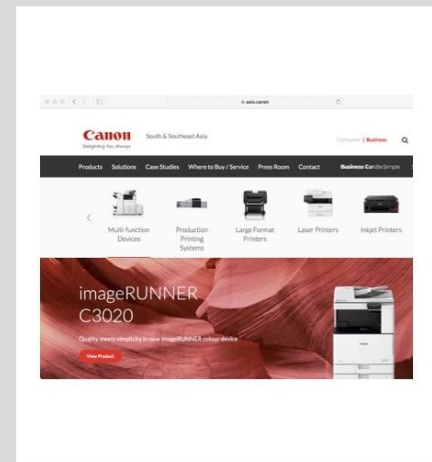 asia.canon
Canon
Delighting You Always
South & Southeast Asia
Consumer | Business
Products Solutions Case Studies Where to Buy / Service Press Room Contact Business CanBeSimple
Multi-function
Devices
Production
Printing
Systems
Large Format
Printers
Laser Printers
Inkjet Printers
imageRUNNER
C3020
Quality meets simplicity in new imageRUNNER colour device
View Product